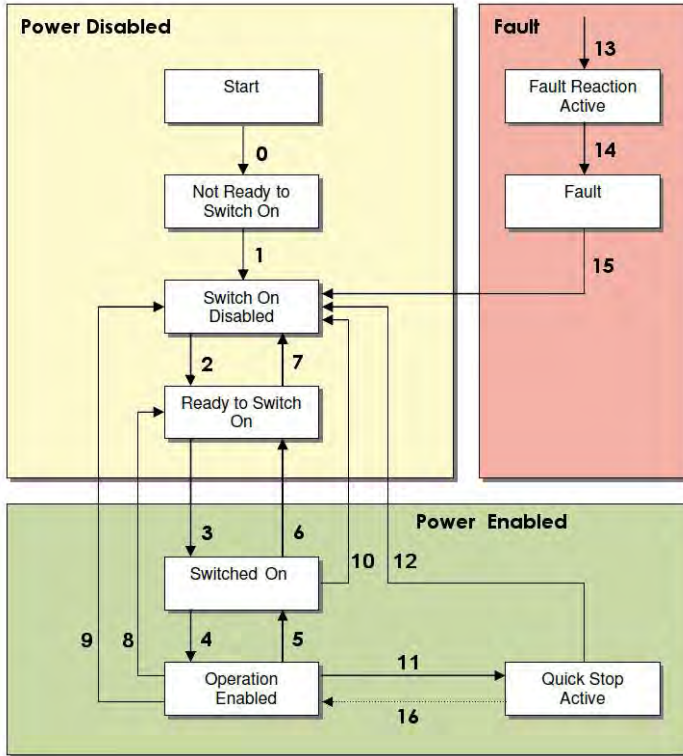 Power Disabled
Fault
13
Start
Fault Reaction
Active
0
14
Not Ready to
Switch On
Fault
1
15
Switch On
Disabled
2
7
Ready to Switch
On
Power Enabled
3
6
10
12
Switched On
9
8
4
5
11
Operation
Enabled
Quick Stop
Active
16